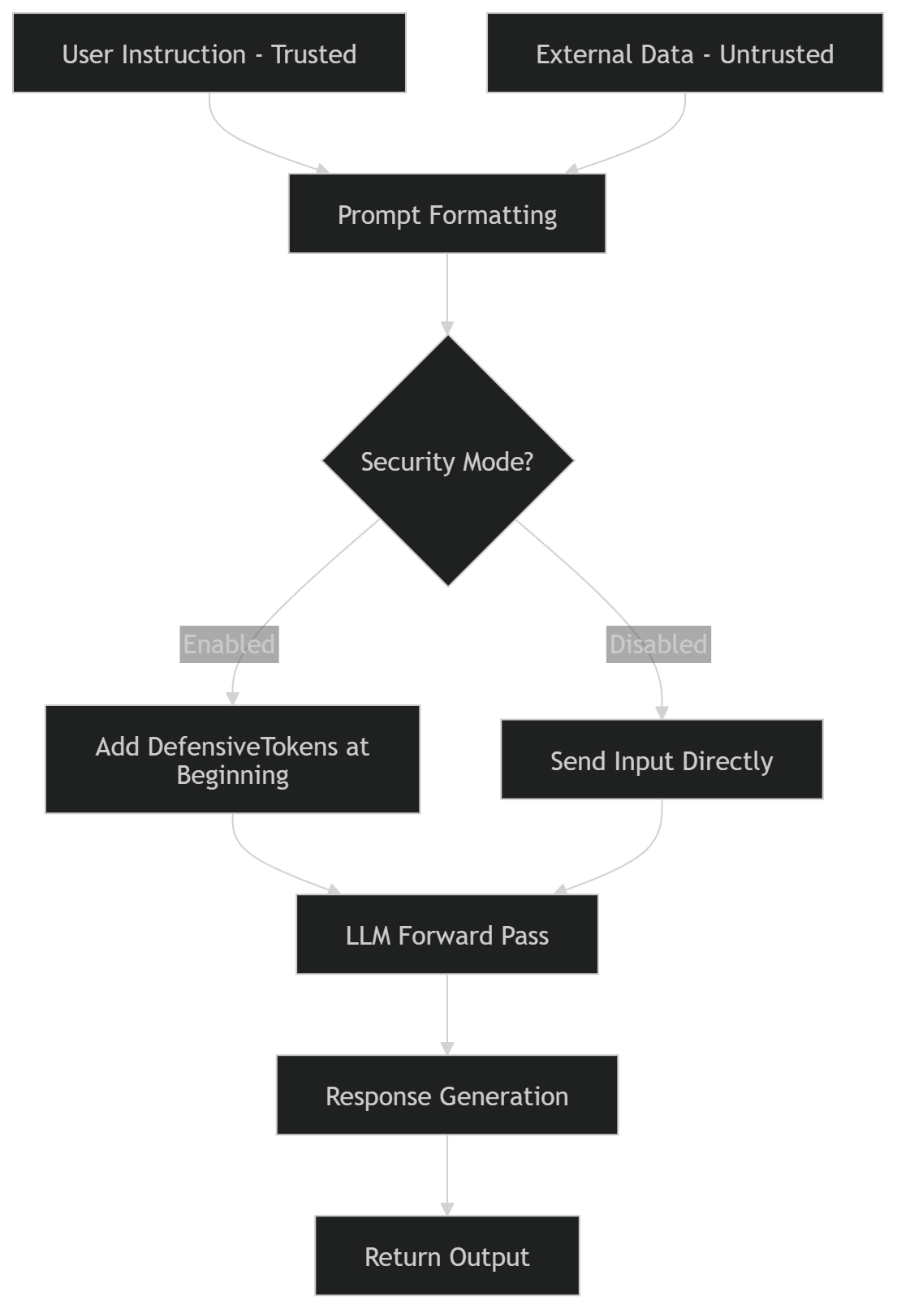 User Instruction - Trusted
External Data - Untrusted
Prompt Formatting
Security Mode?
Enabled
Disabled
Add DefensiveTokens at
Beginning
Send Input Directly
LLM Forward Pass
Response Generation
Return Output